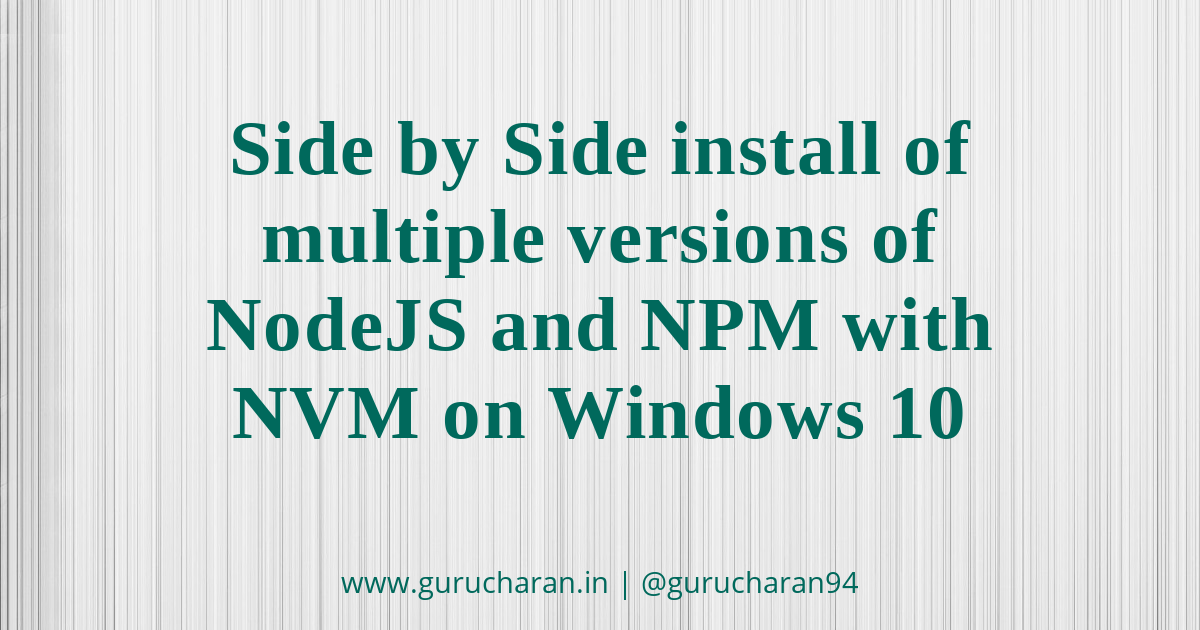 Side by Side install of
multiple versions of
NodeJS and NPM with
NVM on Windows 10
www.gurucharan.in | @gurucharan94